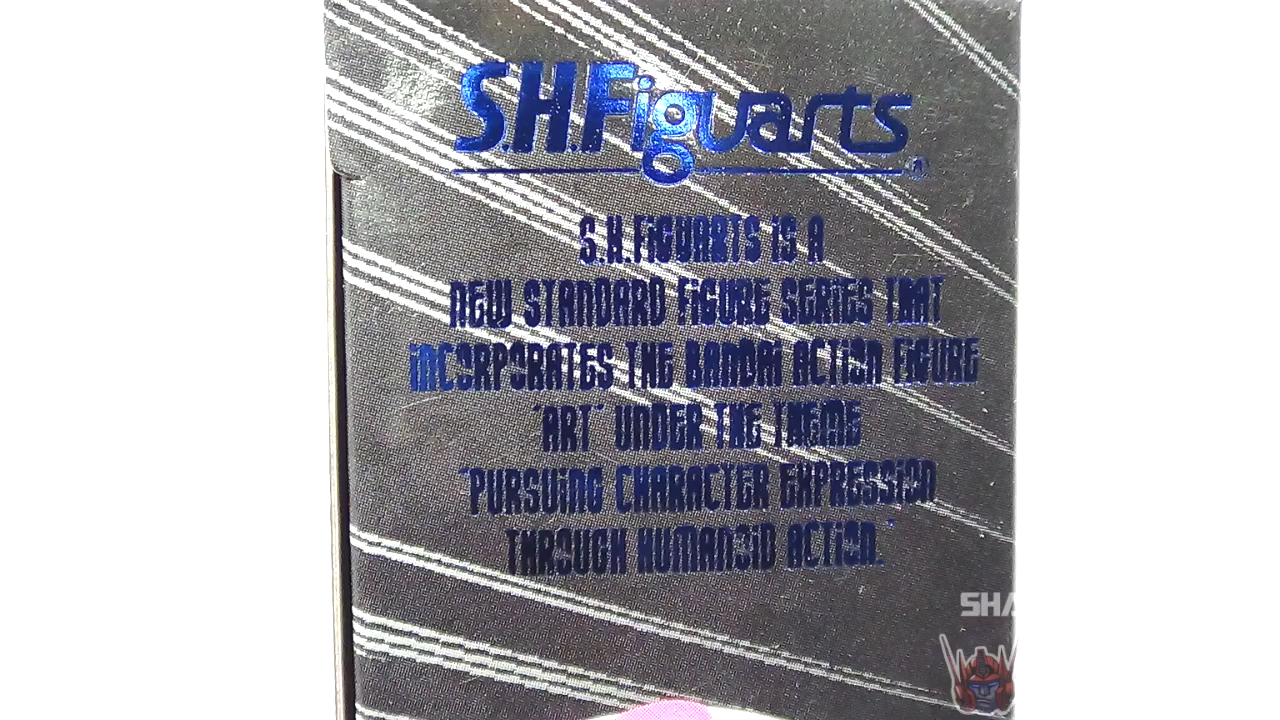 S.H.Figuarts®
S.H.FIGUARTS IS A
NEW STANDARD FIGURE SERIES THAT
INCORPORATES THE BANDAI ACTION FIGURE
"ART" UNDER THE THEME
"PURSUING CHARACTER EXPRESSION
THROUGH HUMANOID ACTION."
SHA